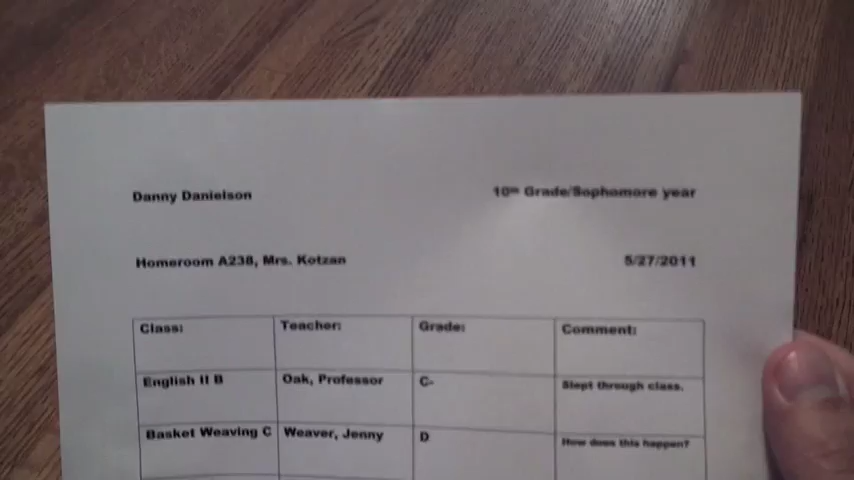 Danny Danielson 10th Grade/Sophomore year
Homeroom A238, Mrs. Kotzan 5/27/2011
Class: Teacher: Grade: Comment:
English II B Oak, Professor C- Slept through class.
Basket Weaving C Weaver, Jenny D How does this happen?